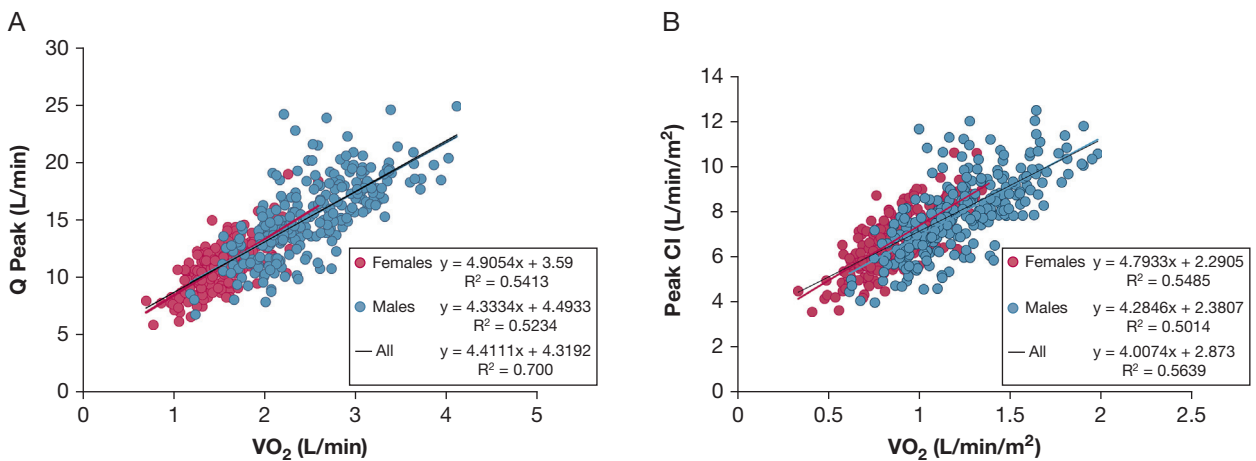 A
Q Peak (L/min)
30
25
20
15
10
5
0
0 1 2 3 4 5
VO₂ (L/min)
Females y = 4.9054x + 3.59
R² = 0.5413
Males y = 4.3334x + 4.4933
R² = 0.5234
All y = 4.4111x + 4.3192
R² = 0.700
B
Peak CI (L/min/m²)
14
12
10
8
6
4
2
0
0 0.5 1 1.5 2 2.5
VO₂ (L/min/m²)
Females y = 4.7933x + 2.2905
R² = 0.5485
Males y = 4.2846x + 2.3807
R² = 0.5014
All y = 4.0074x + 2.873
R² = 0.5639